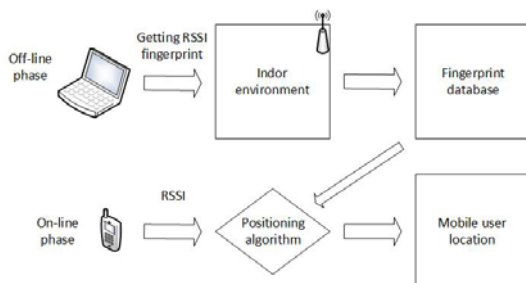 Off-line
phase
Getting RSSI
fingerprint
Indor
environment
Fingerprint
database
On-line
phase
RSSI
Positioning
algorithm
Mobile user
location